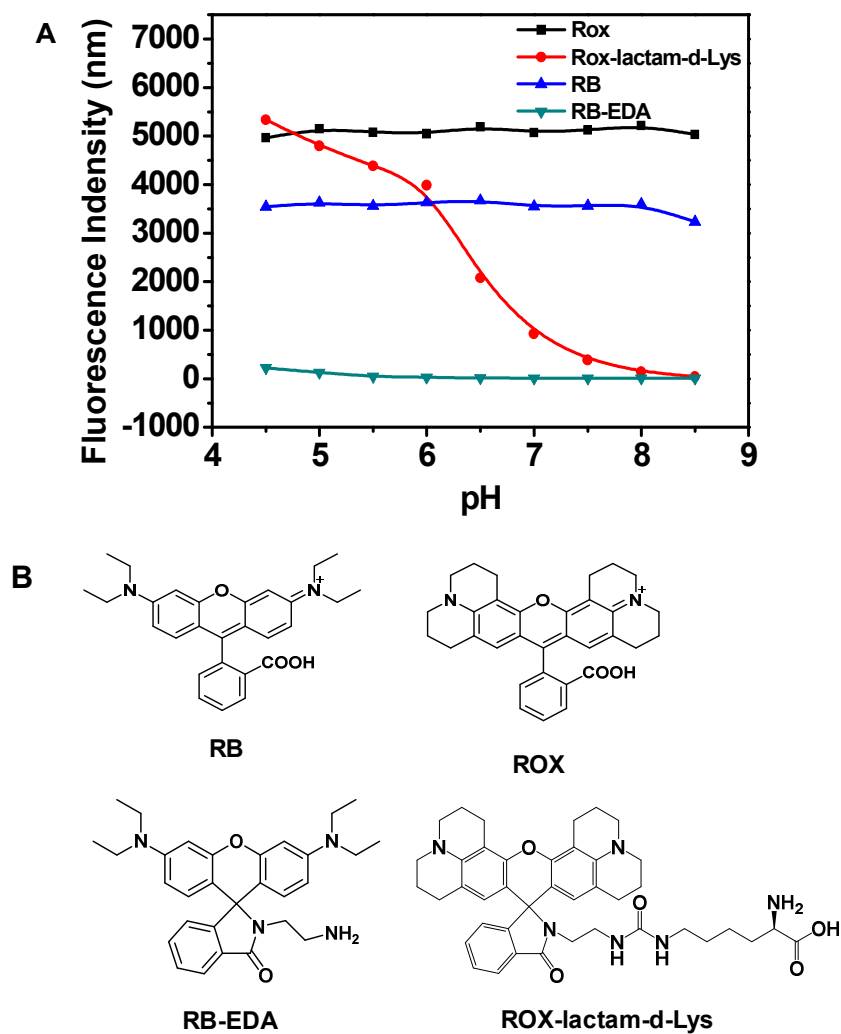 A
Fluorescence Indensity (nm)
7000
6000
5000
4000
3000
2000
1000
0
-1000
Rox
Rox-lactam-d-Lys
RB
RB-EDA
4 5 6 7 8 9
pH
B
N O N+
COOH
RB
N O N+
COOH
ROX
N O N
N NH2
O
RB-EDA
N O N
O NH2
N N N OH
H H
O O
ROX-lactam-d-Lys